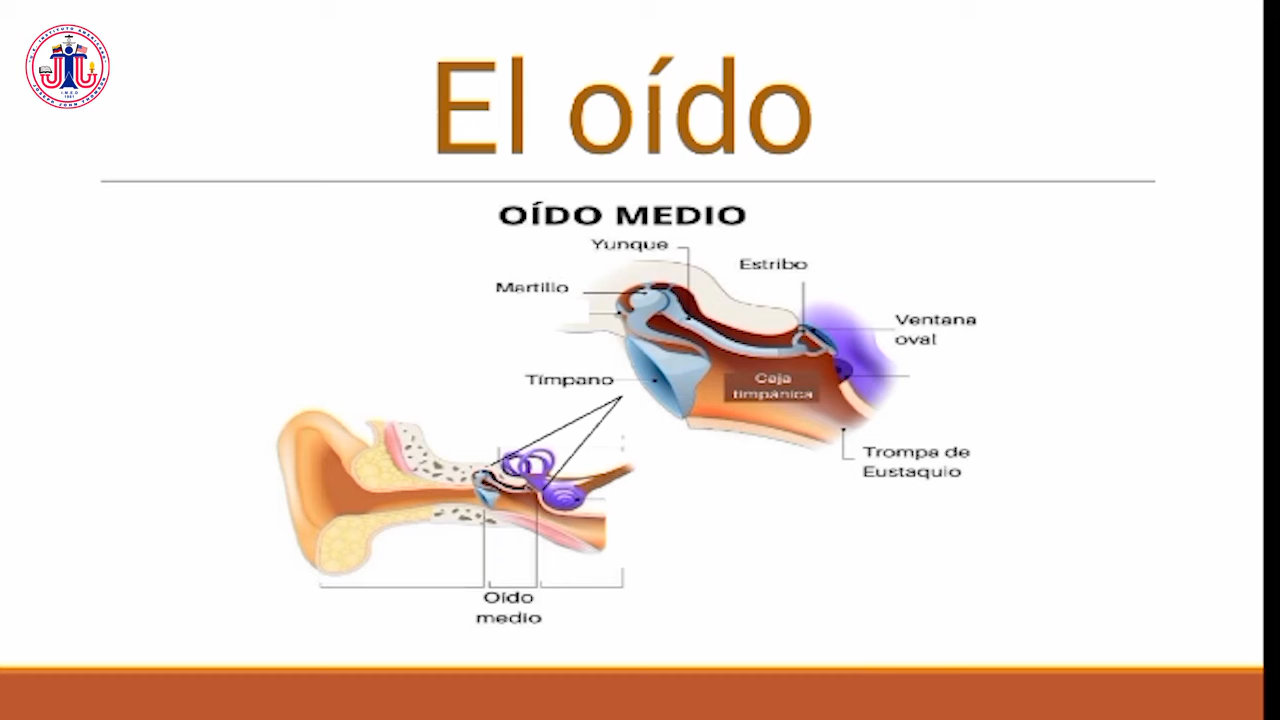 El oído
OÍDO MEDIO
Yunque
Estribo
Martillo
Ventana
oval
Tímpano
Caja
timpánica
Trompa de
Eustaquio
Oído
medio